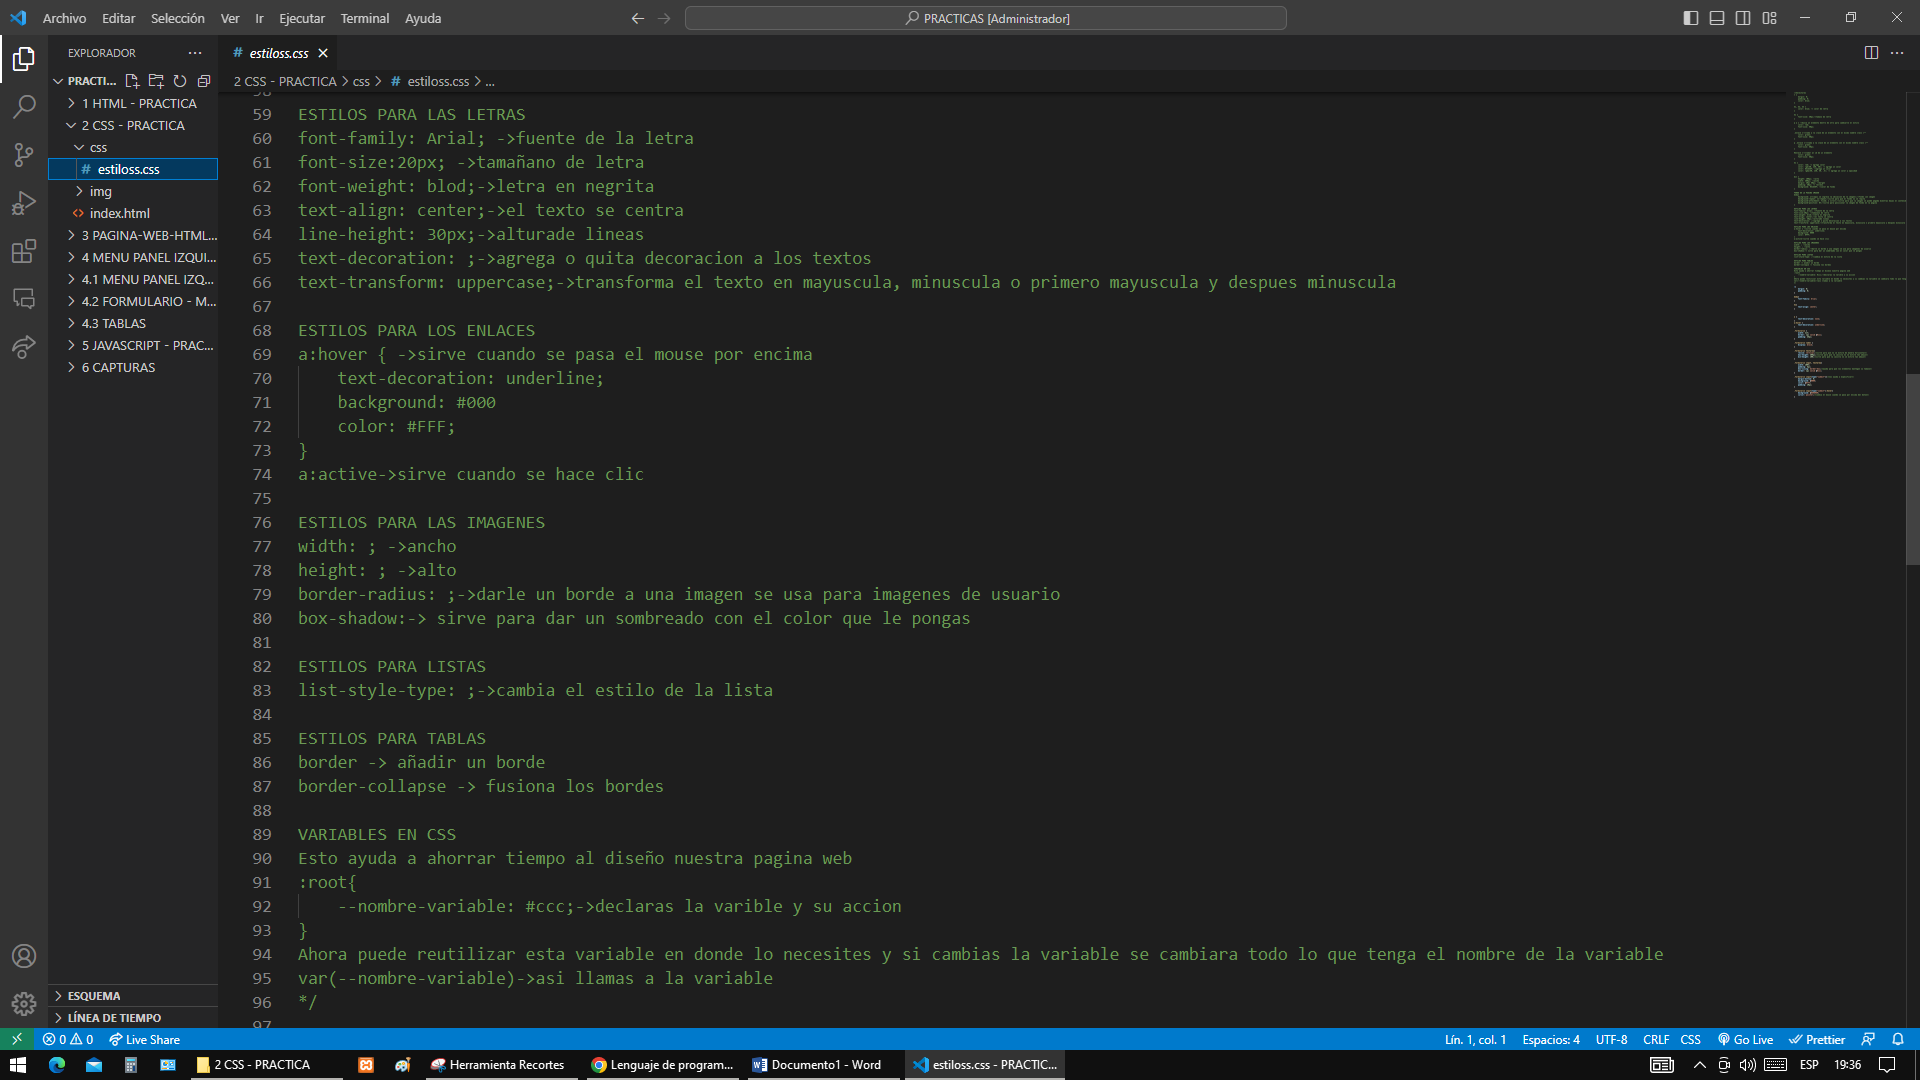 Archivo Editar Selección Ver Ir Ejecutar Terminal Ayuda
PRACTICAS [Administrador]
EXPLORADOR
PRACTI...
1 HTML - PRACTICA
2 CSS - PRACTICA
css
# estiloss.css
img
index.html
3 PAGINA-WEB-HTML...
4 MENU PANEL IZQUI...
4.1 MENU PANEL IZQ...
4.2 FORMULARIO - M...
4.3 TABLAS
5 JAVASCRIPT - PRAC...
6 CAPTURAS
ESQUEMA
LÍNEA DE TIEMPO
# estiloss.css
2 CSS - PRACTICA > css > # estiloss.css > ...
58
59 ESTILOS PARA LAS LETRAS
60 font-family: Arial; ->fuente de la letra
61 font-size:20px; ->tamañano de letra
62 font-weight: blod;->letra en negrita
63 text-align: center;->el texto se centra
64 line-height: 30px;->alturade lineas
65 text-decoration: ;->agrega o quita decoracion a los textos
66 text-transform: uppercase;->transforma el texto en mayuscula, minuscula o primero mayuscula y despues minuscula
67
68 ESTILOS PARA LOS ENLACES
69 a:hover { ->sirve cuando se pasa el mouse por encima
70 text-decoration: underline;
71 background: #000
72 color: #FFF;
73 }
74 a:active->sirve cuando se hace clic
75
76 ESTILOS PARA LAS IMAGENES
77 width: ; ->ancho
78 height: ; ->alto
79 border-radius: ;->darle un borde a una imagen se usa para imagenes de usuario
80 box-shadow:-> sirve para dar un sombreado con el color que le pongas
81
82 ESTILOS PARA LISTAS
83 list-style-type: ;->cambia el estilo de la lista
84
85 ESTILOS PARA TABLAS
86 border -> añadir un borde
87 border-collapse -> fusiona los bordes
88
89 VARIABLES EN CSS
90 Esto ayuda a ahorrar tiempo al diseño nuestra pagina web
91 :root{
92 --nombre-variable: #ccc;->declaras la varible y su accion
93 }
94 Ahora puede reutilizar esta variable en donde lo necesites y si cambias la variable se cambiara todo lo que tenga el nombre de la variable
95 var(--nombre-variable)->asi llamas a la variable
96 */
97
0 0 Live Share
Lín. 1, col. 1 Espacios: 4 UTF-8 CRLF CSS Go Live Prettier
2 CSS - PRACTICA
Herramienta Recortes
Lenguaje de program...
Documento1 - Word
estiloss.css - PRACTIC...
ESP 19:36